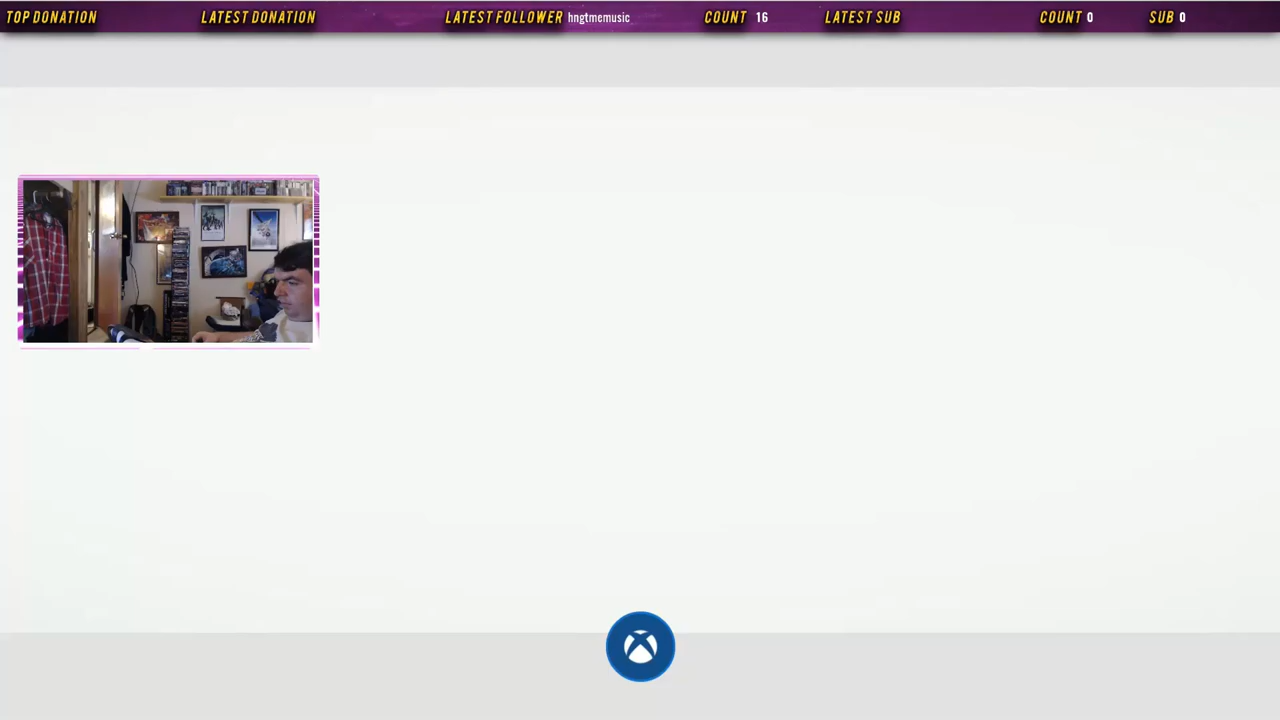 TOP DONATION LATEST DONATION LATEST FOLLOWER hngtmemusic COUNT 16 LATEST SUB COUNT 0 SUB 0